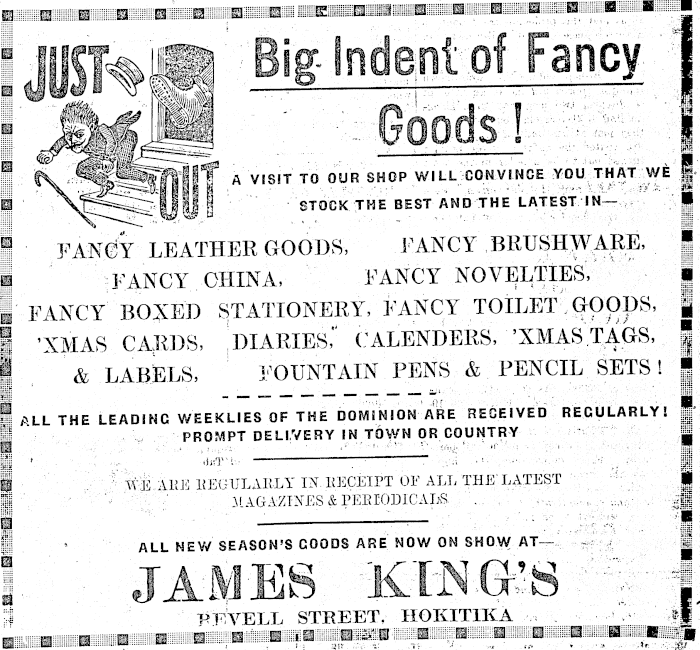 JUST
OUT
Big Indent of Fancy
Goods !
A VISIT TO OUR SHOP WILL CONVINCE YOU THAT WE
STOCK THE BEST AND THE LATEST IN—
FANCY LEATHER GOODS, FANCY BRUSHWARE,
FANCY CHINA, FANCY NOVELTIES,
FANCY BOXED STATIONERY, FANCY TOILET GOODS,
'XMAS CARDS, DIARIES, CALENDERS, 'XMAS TAGS,
& LABELS, FOUNTAIN PENS & PENCIL SETS !
ALL THE LEADING WEEKLIES OF THE DOMINION ARE RECEIVED REGULARLY!
PROMPT DELIVERY IN TOWN OR COUNTRY
WE ARE REGULARLY IN RECEIPT OF ALL THE LATEST
MAGAZINES & PERIODICALS
ALL NEW SEASON'S GOODS ARE NOW ON SHOW AT—
JAMES KING'S
REVELL STREET, HOKITIKA